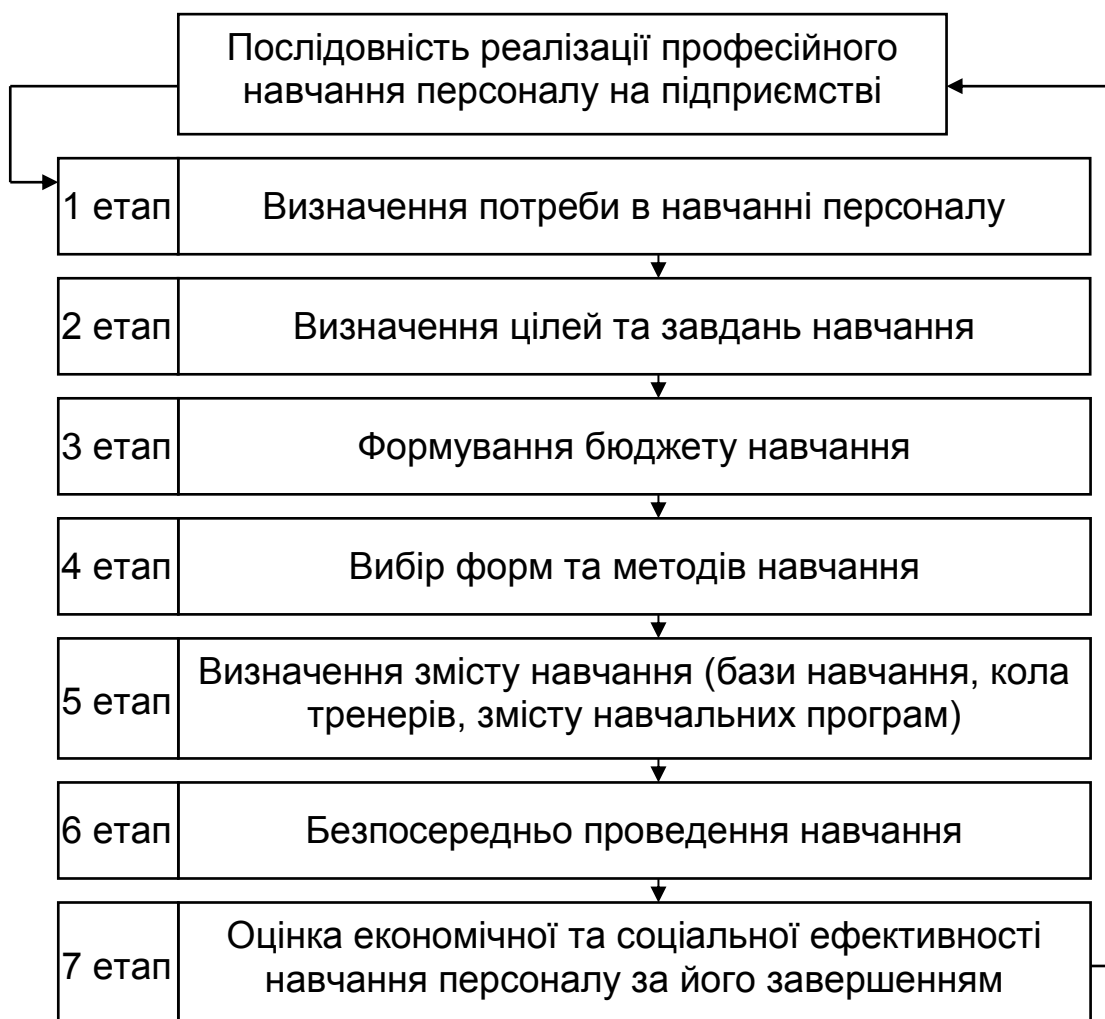 Послідовність реалізації професійного
навчання персоналу на підприємстві
1 етап
Визначення потреби в навчанні персоналу
2 етап
Визначення цілей та завдань навчання
3 етап
Формування бюджету навчання
4 етап
Вибір форм та методів навчання
5 етап
Визначення змісту навчання (бази навчання, кола
тренерів, змісту навчальних програм)
6 етап
Безпосередньо проведення навчання
7 етап
Оцінка економічної та соціальної ефективності
навчання персоналу за його завершенням